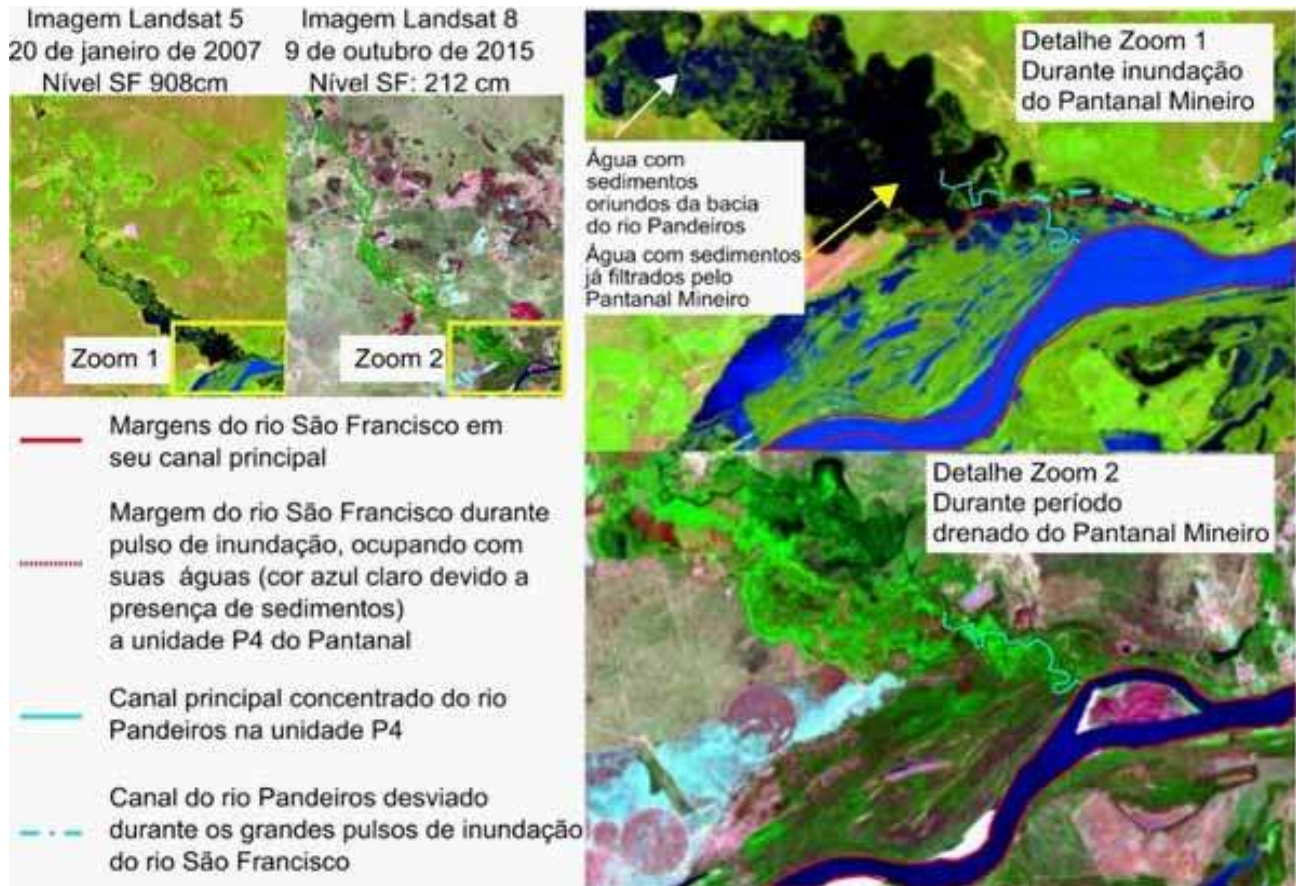 Imagem Landsat 5
20 de janeiro de 2007
Nível SF 908cm
Imagem Landsat 8
9 de outubro de 2015
Nível SF: 212 cm
Zoom 1
Zoom 2
Margens do rio São Francisco em
seu canal principal
Margem do rio São Francisco durante
pulso de inundação, ocupando com
suas águas (cor azul claro devido a
presença de sedimentos)
a unidade P4 do Pantanal
Canal principal concentrado do rio
Pandeiros na unidade P4
Canal do rio Pandeiros desviado
durante os grandes pulsos de inundação
do rio São Francisco
Detalhe Zoom 1
Durante inundação
do Pantanal Mineiro
Água com
sedimentos
oriundos da bacia
do rio Pandeiros
Água com sedimentos
já filtrados pelo
Pantanal Mineiro
Detalhe Zoom 2
Durante período
drenado do Pantanal Mineiro